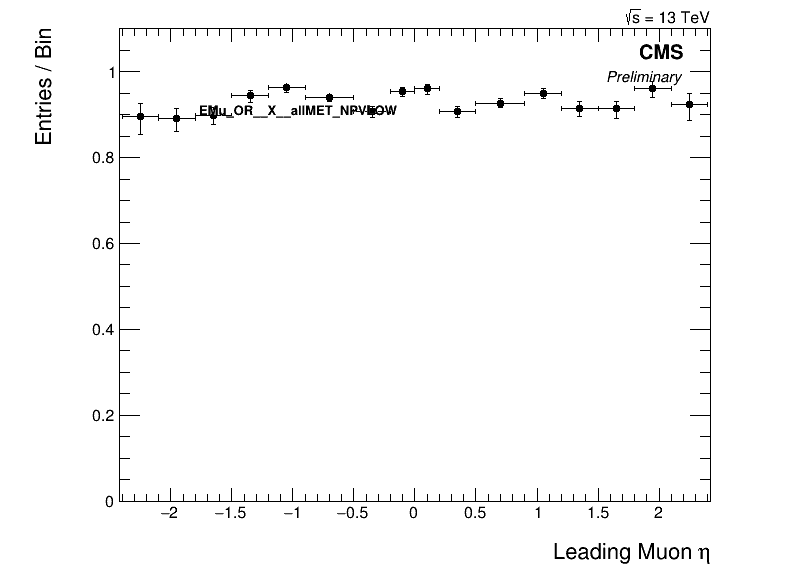 √s = 13 TeV
CMS
Preliminary
Entries / Bin
1
0.8
0.6
0.4
0.2
0
EMu_OR__X__allMET_NPVLOW
−2 −1.5 −1 −0.5 0 0.5 1 1.5 2
Leading Muon η